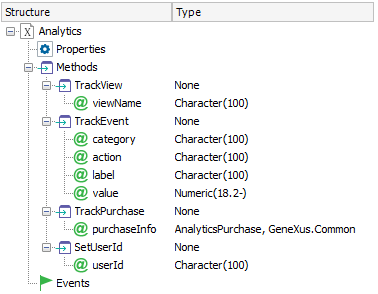 Structure Type
Analytics
Properties
Methods
TrackView None
viewName Character(100)
TrackEvent None
category Character(100)
action Character(100)
label Character(100)
value Numeric(18.2-)
TrackPurchase None
purchaseInfo AnalyticsPurchase, GeneXus.Common
SetUserId None
userId Character(100)
Events